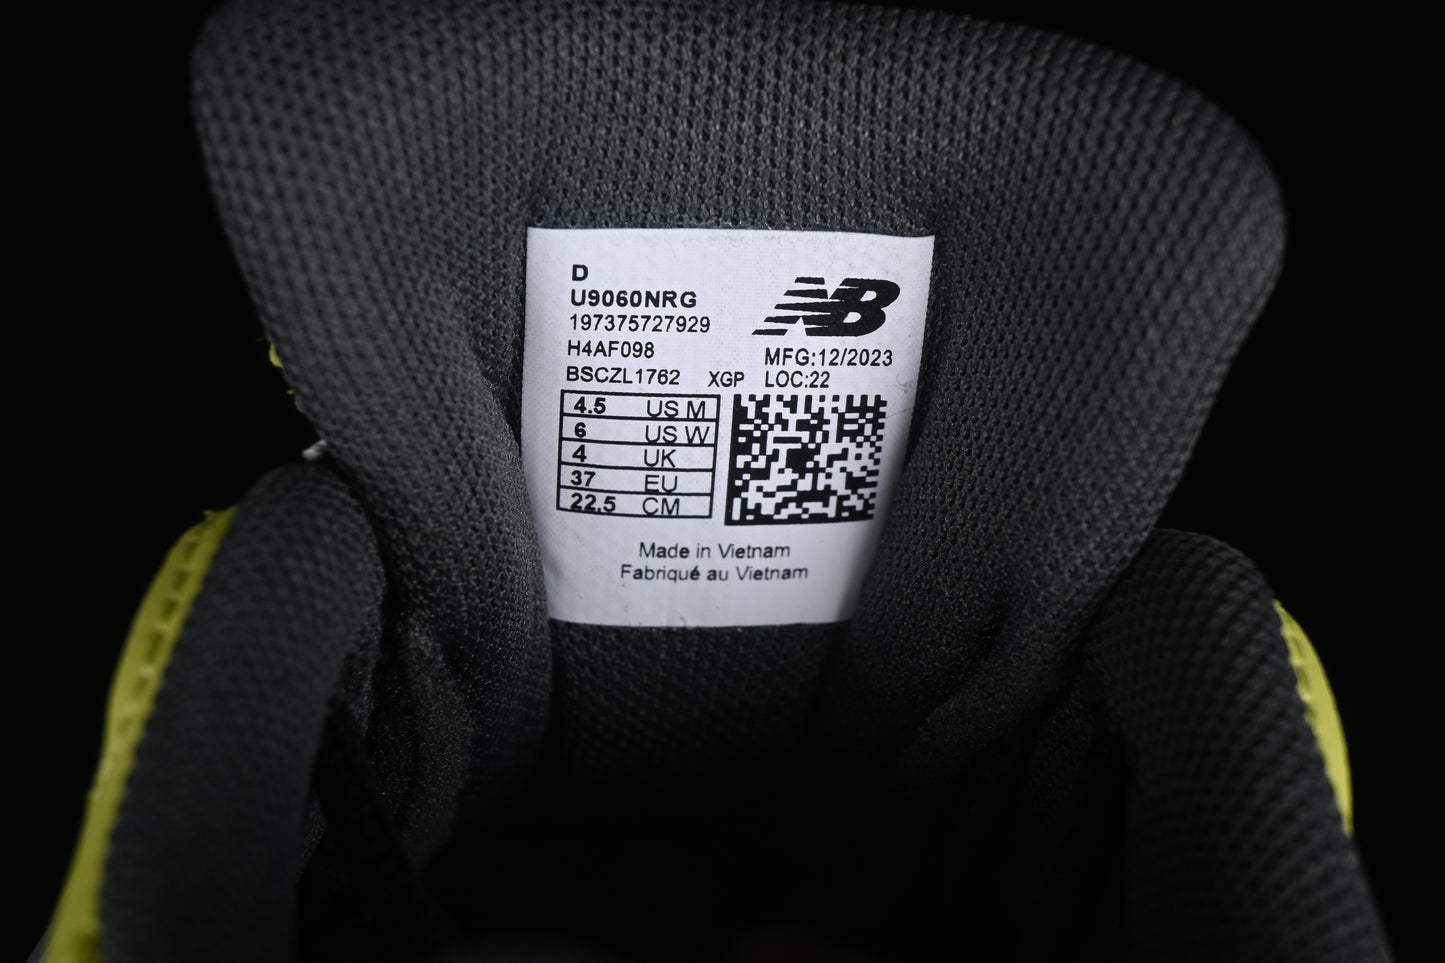 D
U9060NRG
197375727929
H4AF098
BSCZL1762 XGP
NB
MFG:12/2023
LOC:22
4.5 US M
6 US W
4 UK
37 EU
22.5 CM
Made in Vietnam
Fabriqué au Vietnam